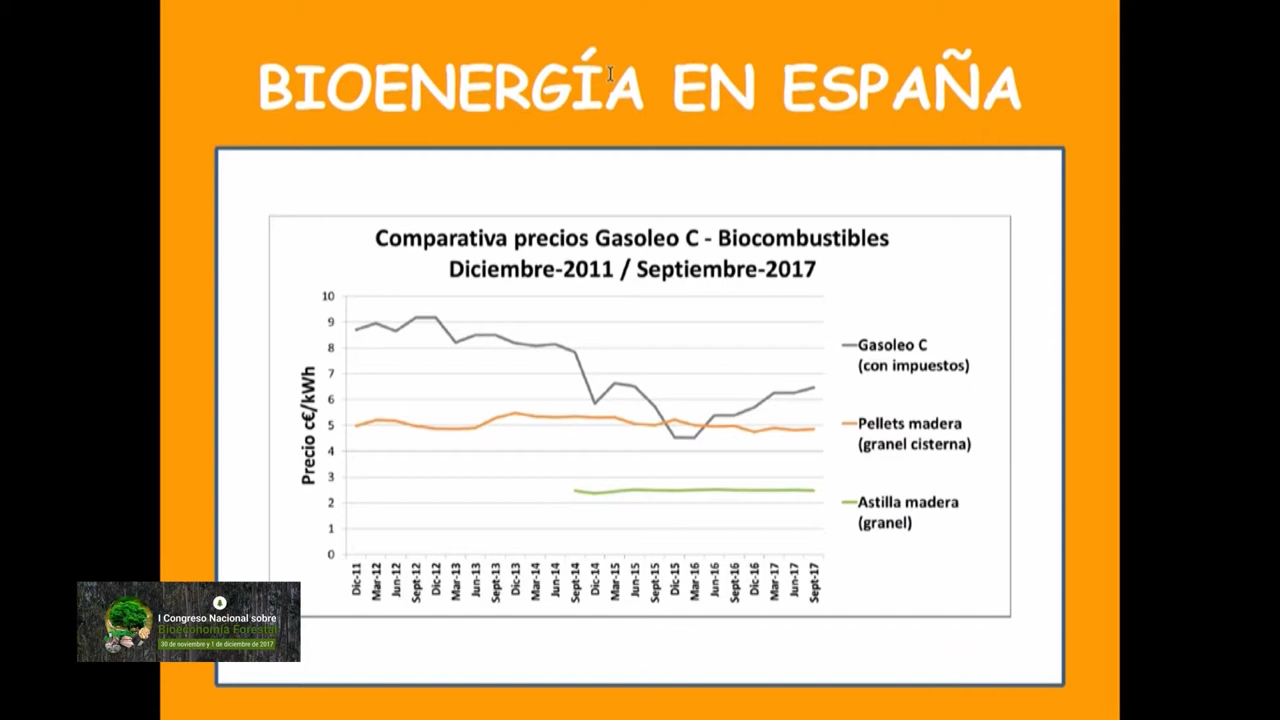 BIOENERGÍA EN ESPAÑA
Comparativa precios Gasoleo C - Biocombustibles
Diciembre-2011 / Septiembre-2017
Precio c€/kWh
10
9
8
7
6
5
4
3
2
1
0
Dic-11
Mar-12
Jun-12
Sept-12
Dic-12
Mar-13
Jun-13
Sept-13
Dic-13
Mar-14
Jun-14
Sept-14
Dic-14
Mar-15
Jun-15
Sept-15
Dic-15
Mar-16
Jun-16
Sept-16
Dic-16
Mar-17
Jun-17
Sept-17
Gasoleo C
(con impuestos)
Pellets madera
(granel cisterna)
Astilla madera
(granel)
I Congreso Nacional sobre
Bioeconomía Forestal
30 de noviembre y 1 de diciembre de 2017